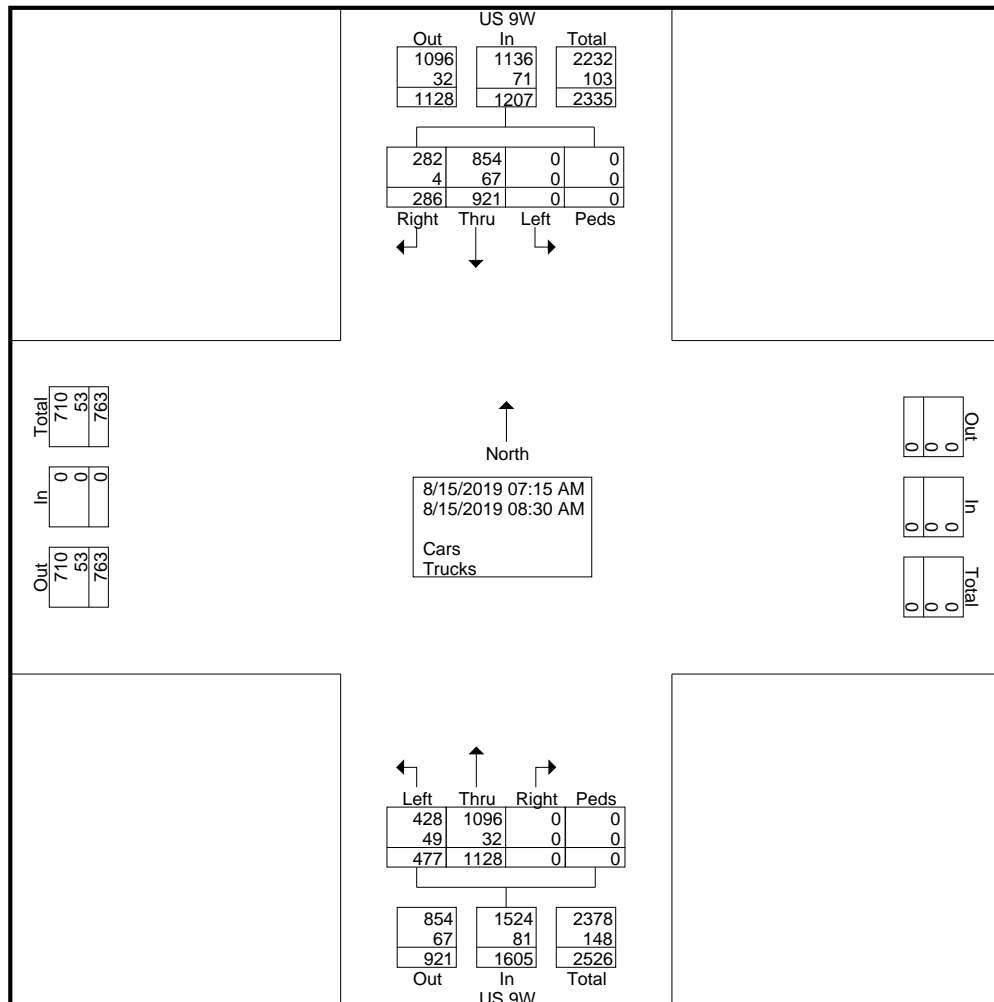 US 9W
Out In Total
1096 1136 2232
32 71 103
1128 1207 2335
282 854 0 0
4 67 0 0
286 921 0 0
Right Thru Left Peds
Total
710
53
763
In
0
0
0
Out
710
53
763
North
8/15/2019 07:15 AM
8/15/2019 08:30 AM
Cars
Trucks
Out
0
0
0
In
0
0
0
Total
0
0
0
Left Thru Right Peds
428 1096 0 0
49 32 0 0
477 1128 0 0
854 1524 2378
67 81 148
921 1605 2526
Out In Total
US 9W